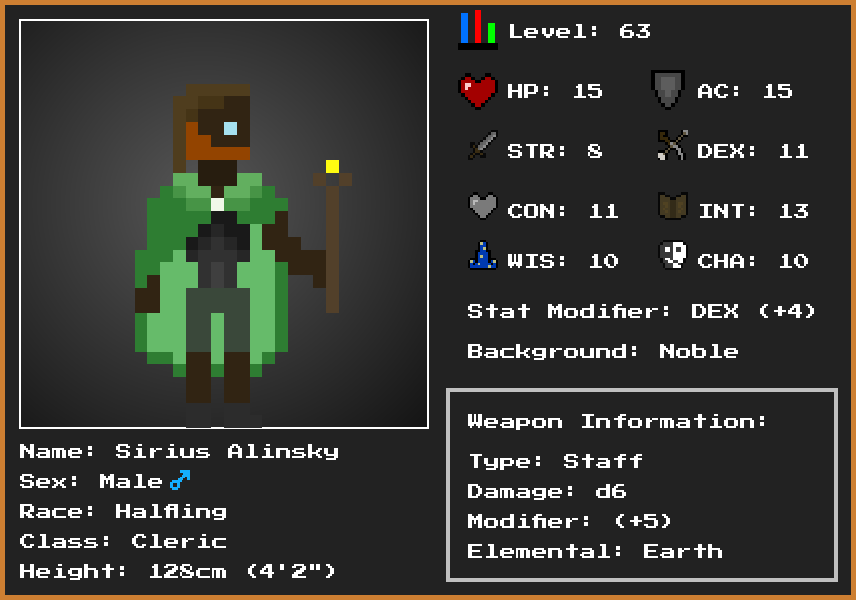 Level: 63
HP: 15
AC: 15
STR: 8
DEX: 11
CON: 11
INT: 13
WIS: 10
CHA: 10
Stat Modifier: DEX (+4)
Background: Noble
Weapon Information:
Type: Staff
Damage: d6
Modifier: (+5)
Elemental: Earth
Name: Sirius Alinsky
Sex: Male♂
Race: Halfling
Class: Cleric
Height: 128cm (4'2")